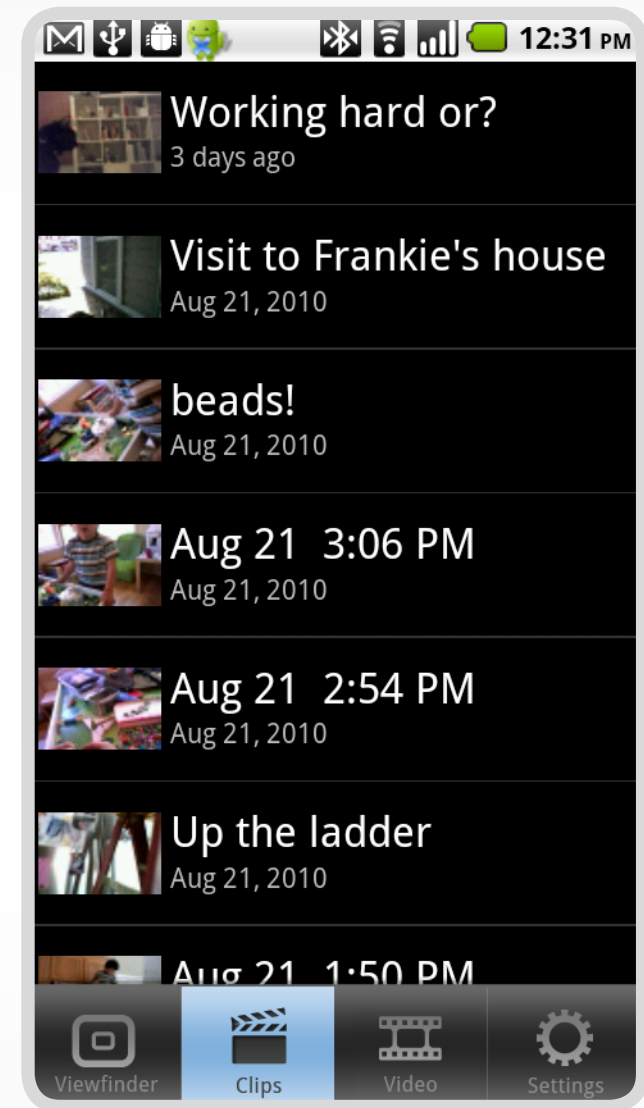 12:31 PM
Working hard or?
3 days ago
Visit to Frankie's house
Aug 21, 2010
beads!
Aug 21, 2010
Aug 21 3:06 PM
Aug 21, 2010
Aug 21 2:54 PM
Aug 21, 2010
Up the ladder
Aug 21, 2010
Aug 21 1:50 PM
Viewfinder Clips Video Settings